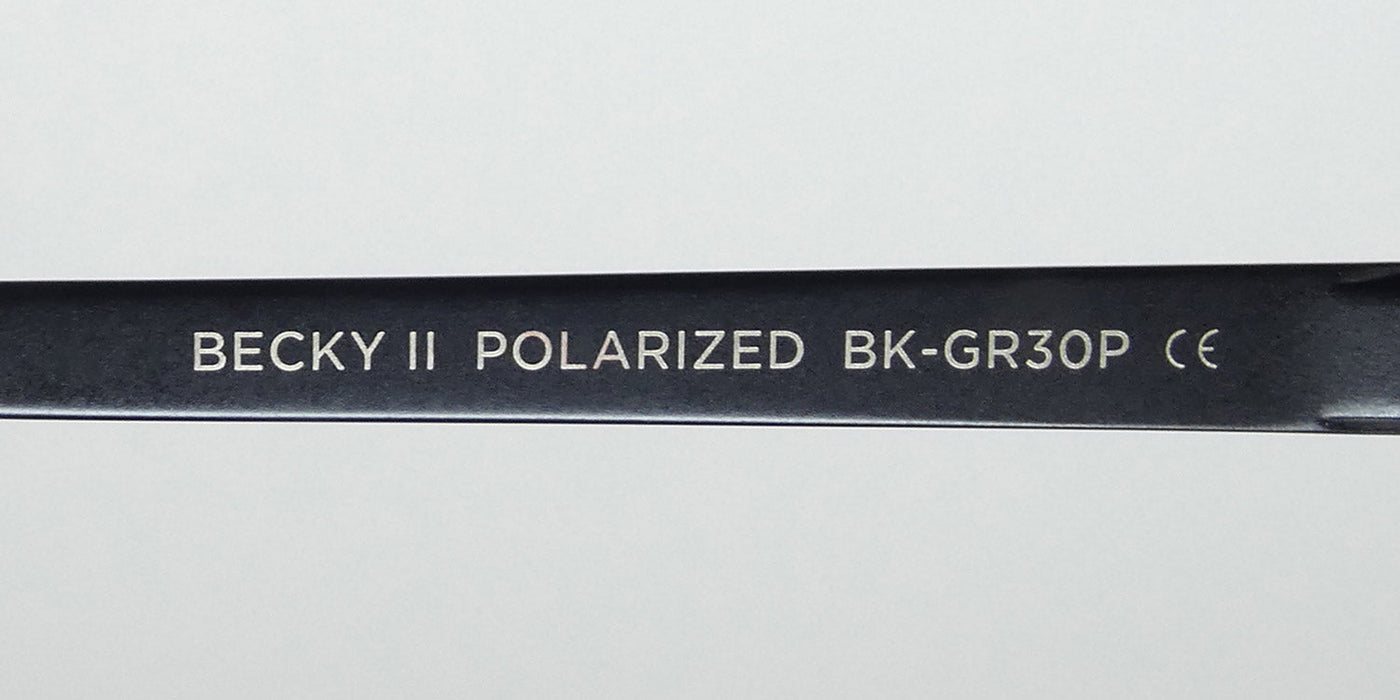 BECKY II POLARIZED BK-GR30P CE